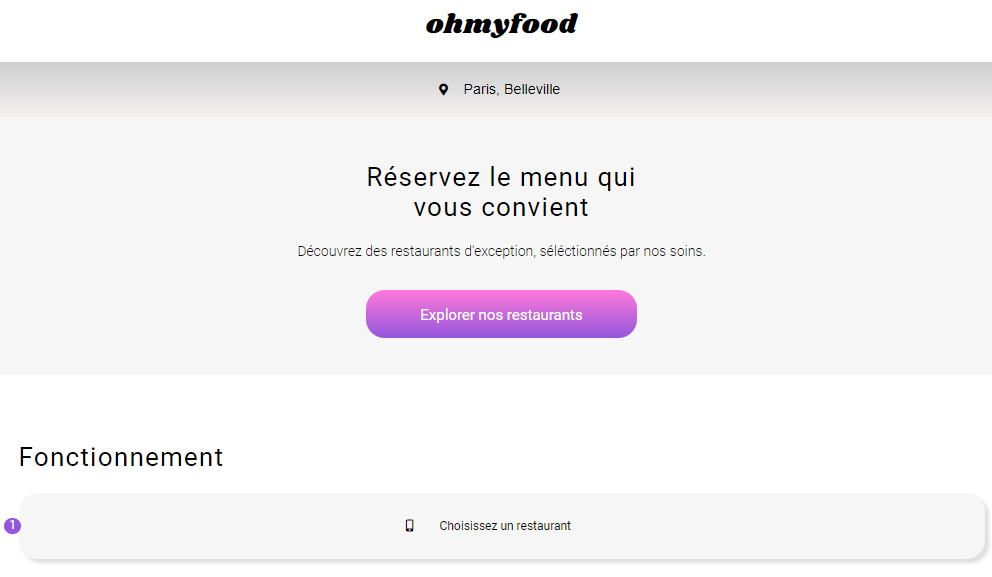 ohmyfood
Paris, Belleville
Réservez le menu qui
vous convient
Découvrez des restaurants d'exception, séléctionnés par nos soins.
Explorer nos restaurants
Fonctionnement
1
Choisissez un restaurant